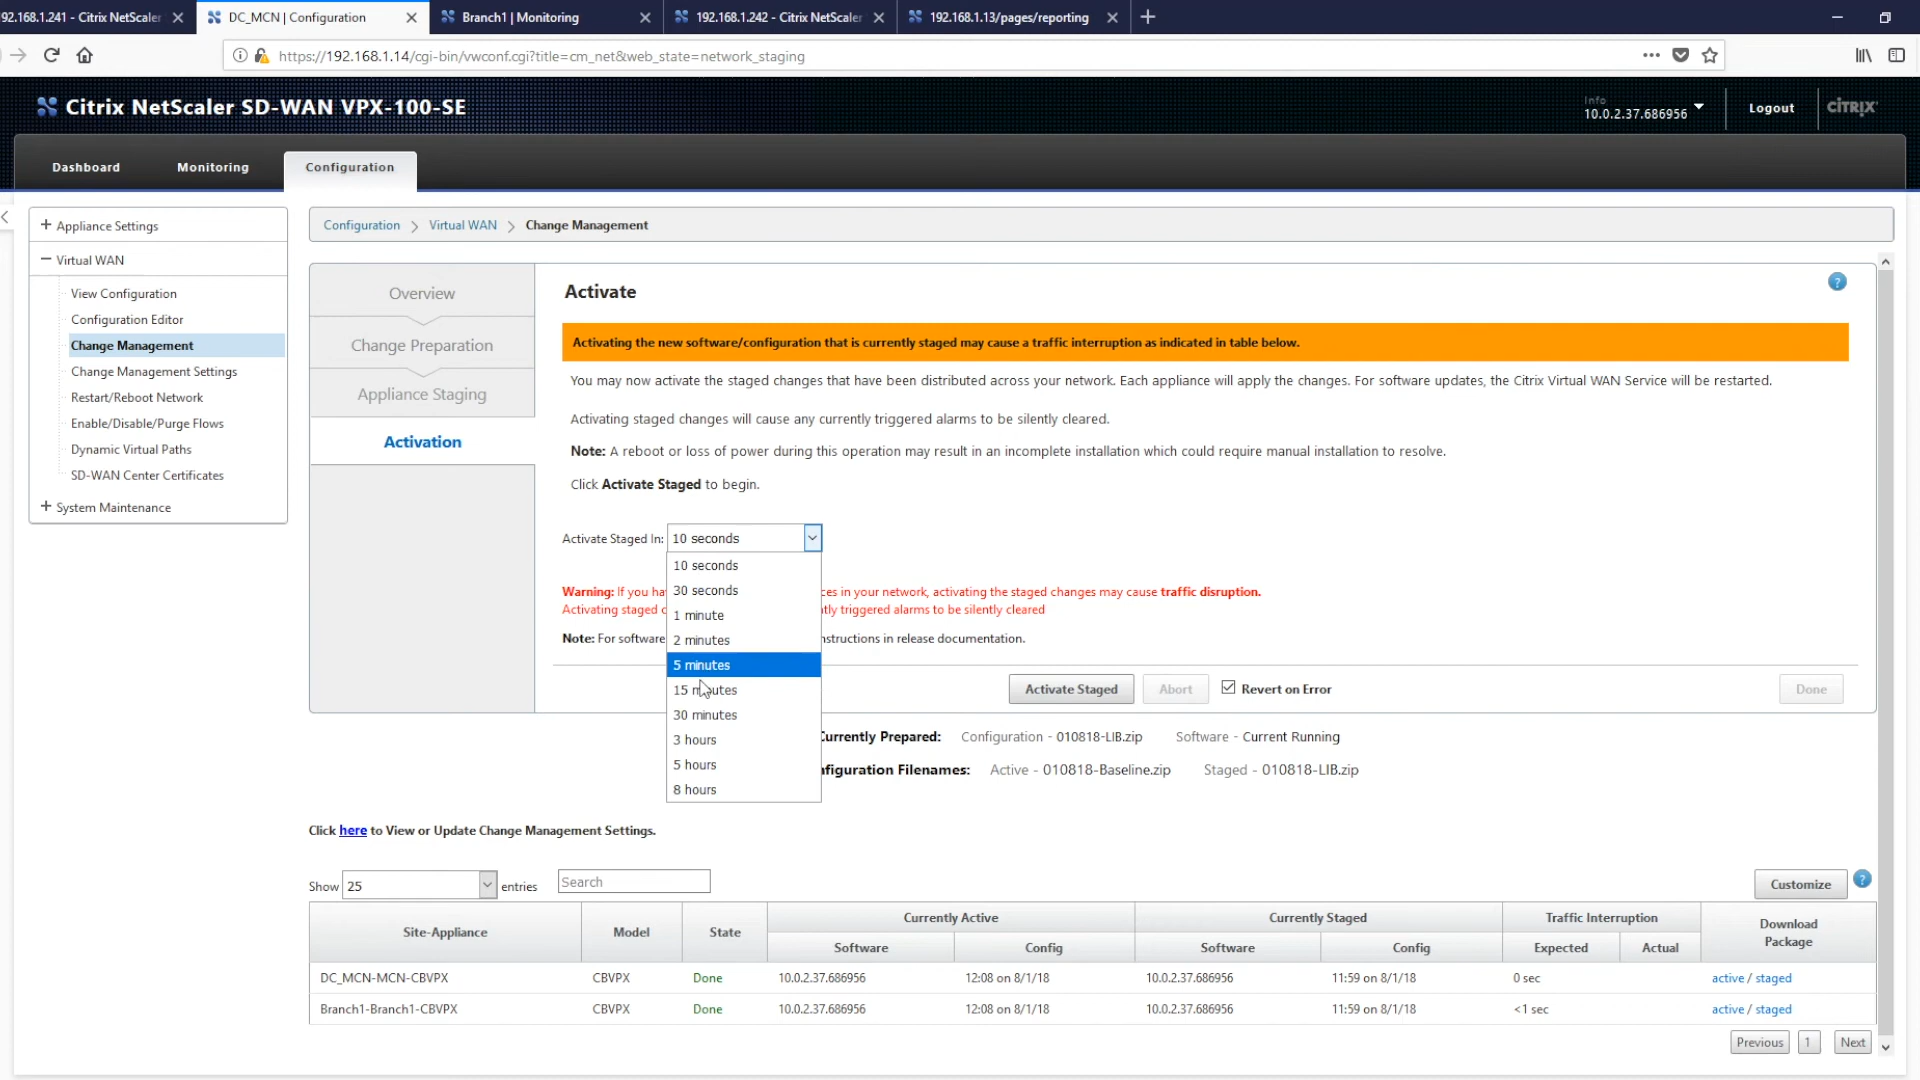 192.168.1.241 - Citrix NetScaler
DC_MCN | Configuration
Branch1 | Monitoring
192.168.1.242 - Citrix NetScaler
192.168.1.13/pages/reporting
https://192.168.1.14/cgi-bin/vwconf.cgi?title=cm_net&web_state=network_staging
Citrix NetScaler SD-WAN VPX-100-SE
Info
10.0.2.37.686956
Logout
CITRIX
Dashboard
Monitoring
Configuration
+ Appliance Settings
− Virtual WAN
View Configuration
Configuration Editor
Change Management
Change Management Settings
Restart/Reboot Network
Enable/Disable/Purge Flows
Dynamic Virtual Paths
SD-WAN Center Certificates
+ System Maintenance
Configuration > Virtual WAN > Change Management
Overview
Change Preparation
Appliance Staging
Activation
Activate
?
Activating the new software/configuration that is currently staged may cause a traffic interruption as indicated in table below.
You may now activate the staged changes that have been distributed across your network. Each appliance will apply the changes. For software updates, the Citrix Virtual WAN Service will be restarted.
Activating staged changes will cause any currently triggered alarms to be silently cleared.
Note: A reboot or loss of power during this operation may result in an incomplete installation which could require manual installation to resolve.
Click Activate Staged to begin.
Activate Staged In: 10 seconds
10 seconds
30 seconds
1 minute
2 minutes
5 minutes
15 minutes
30 minutes
3 hours
5 hours
8 hours
Warning: If you ha ces in your network, activating the staged changes may cause traffic disruption.
Activating staged c tly triggered alarms to be silently cleared
Note: For software nstructions in release documentation.
Activate Staged
Abort
Revert on Error
Done
Currently Prepared: Configuration - 010818-LIB.zip Software - Current Running
nfiguration Filenames: Active - 010818-Baseline.zip Staged - 010818-LIB.zip
Click here to View or Update Change Management Settings.
Show 25 entries Search
Customize ?
Site-Appliance Model State Currently Active Currently Staged Traffic Interruption Download Package
Software Config Software Config Expected Actual
DC_MCN-MCN-CBVPX CBVPX Done 10.0.2.37.686956 12:08 on 8/1/18 10.0.2.37.686956 11:59 on 8/1/18 0 sec active / staged
Branch1-Branch1-CBVPX CBVPX Done 10.0.2.37.686956 12:08 on 8/1/18 10.0.2.37.686956 11:59 on 8/1/18 <1 sec active / staged
Previous 1 Next